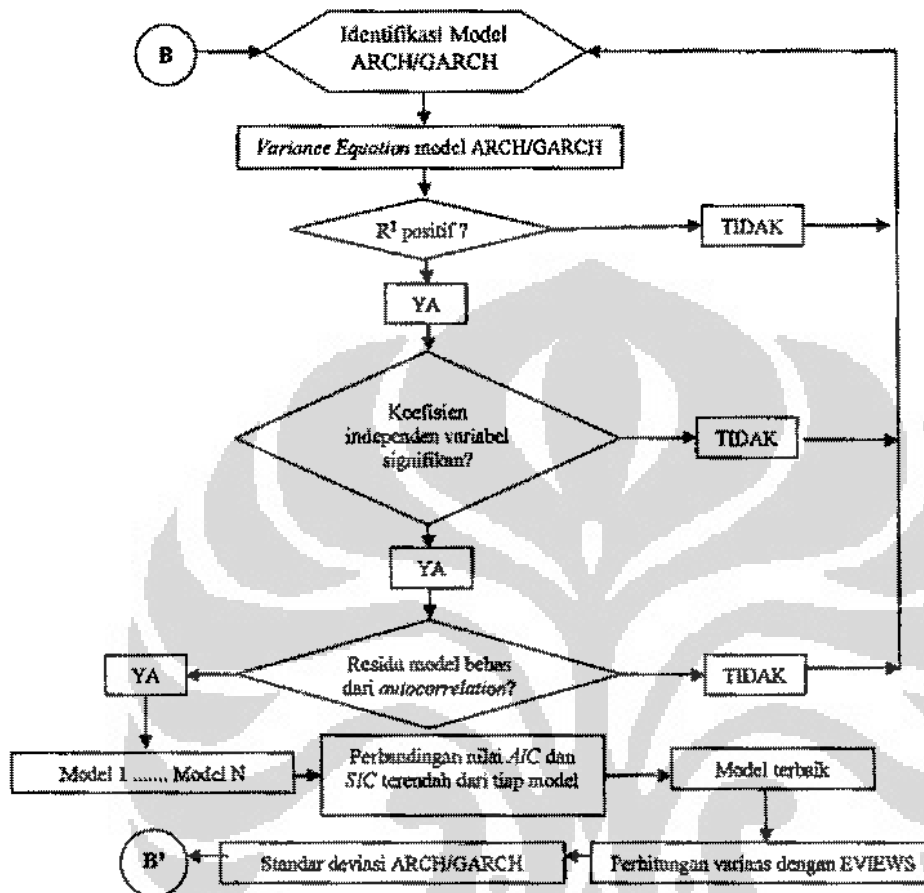 B
Identifikasi Model
ARCH/GARCH
Variance Equation model ARCH/GARCH
R² positif ?
TIDAK
YA
Koefisien
independen variabel
signifikan?
TIDAK
YA
Residu model bebas
dari autocorrelation?
YA
TIDAK
Model 1 ......, Model N
Perbandingan nilai AIC dan
SIC terendah dari tiap model
Model terbaik
B'
Standar deviasi ARCH/GARCH
Perhitungan varians dengan EVIEWS